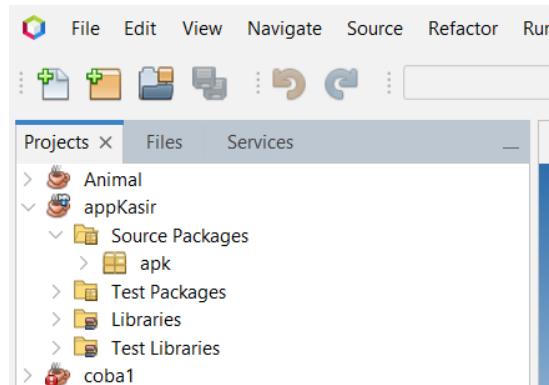 File Edit View Navigate Source Refactor
Projects Files Services
Animal
appKasir
Source Packages
apk
Test Packages
Libraries
Test Libraries
coba1